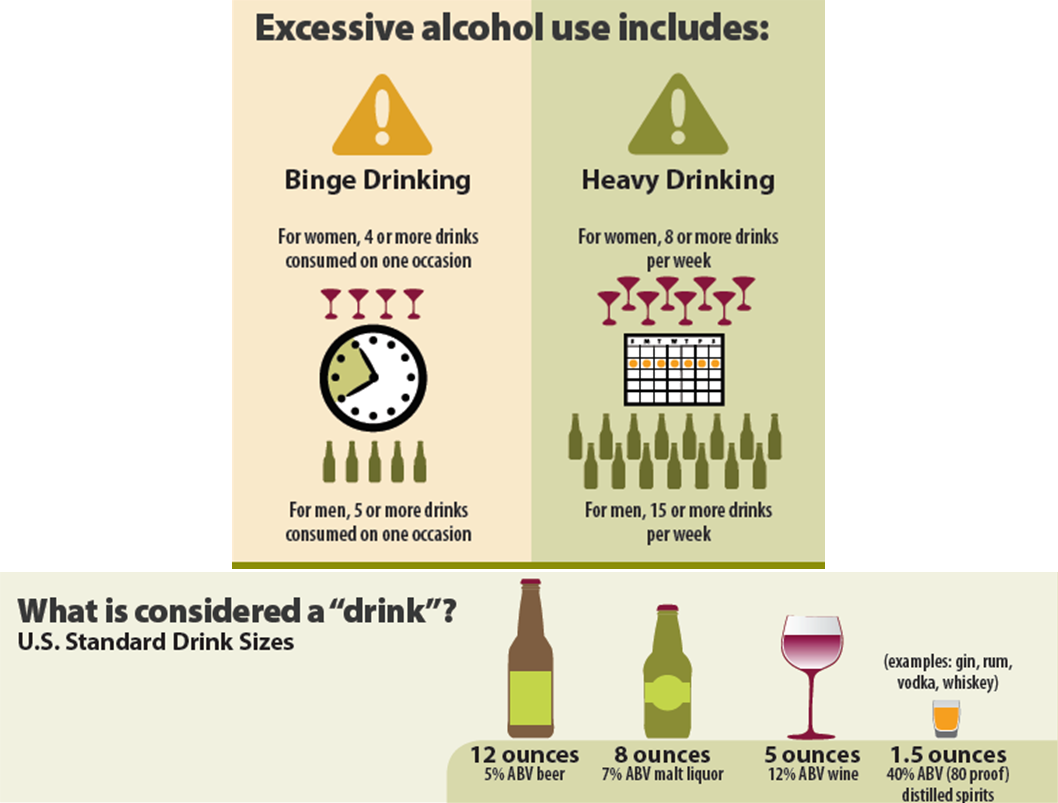 Excessive alcohol use includes:
Binge Drinking
For women, 4 or more drinks
consumed on one occasion
For men, 5 or more drinks
consumed on one occasion
Heavy Drinking
For women, 8 or more drinks
per week
S M T W T F S
For men, 15 or more drinks
per week
What is considered a “drink”?
U.S. Standard Drink Sizes
12 ounces
5% ABV beer
8 ounces
7% ABV malt liquor
5 ounces
12% ABV wine
(examples: gin, rum,
vodka, whiskey)
1.5 ounces
40% ABV (80 proof)
distilled spirits